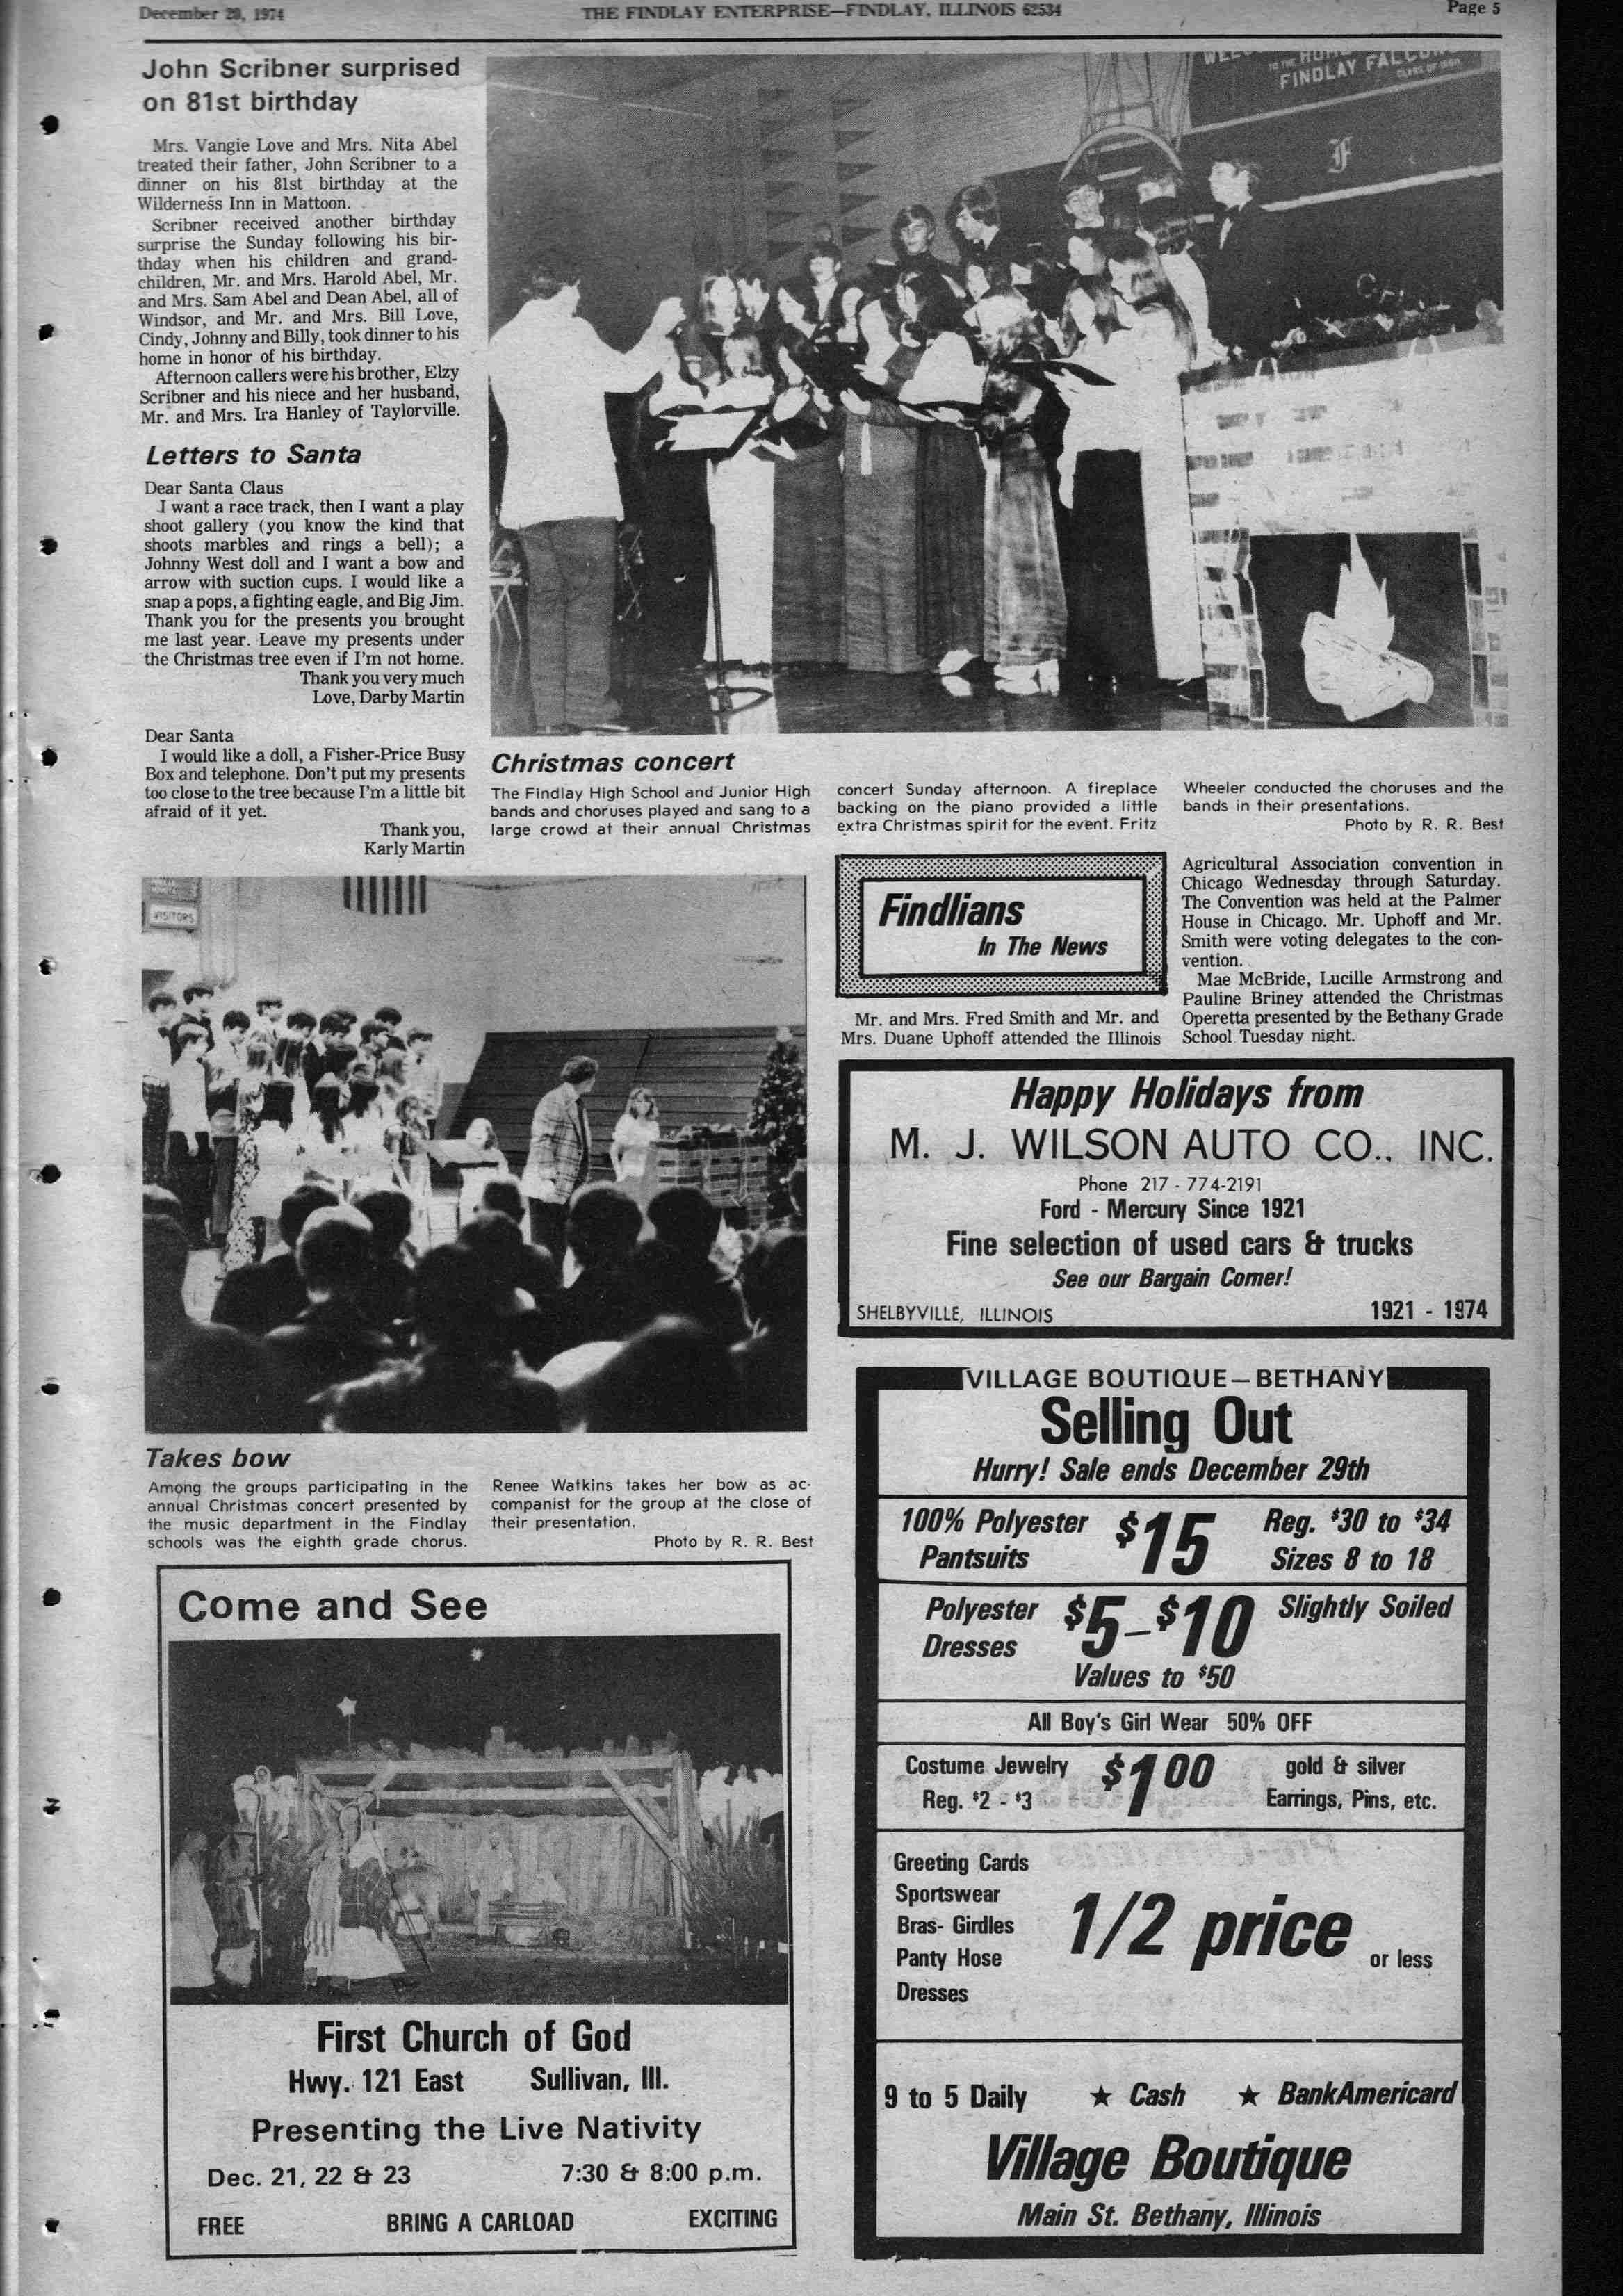 December 20, 1974
THE FINDLAY ENTERPRISE—FINDLAY, ILLINOIS 62534
Page 5
John Scribner surprised
on 81st birthday
Mrs. Vangie Love and Mrs. Nita Abel
treated their father, John Scribner to a
dinner on his 81st birthday at the
Wilderness Inn in Mattoon.
Scribner received another birthday
surprise the Sunday following his bir-
thday when his children and grand-
children, Mr. and Mrs. Harold Abel, Mr.
and Mrs. Sam Abel and Dean Abel, all of
Windsor, and Mr. and Mrs. Bill Love,
Cindy, Johnny and Billy, took dinner to his
home in honor of his birthday.
Afternoon callers were his brother, Elzy
Scribner and his niece and her husband,
Mr. and Mrs. Ira Hanley of Taylorville.
Letters to Santa
Dear Santa Claus
I want a race track, then I want a play
shoot gallery (you know the kind that
shoots marbles and rings a bell); a
Johnny West doll and I want a bow and
arrow with suction cups. I would like a
snap a pops, a fighting eagle, and Big Jim.
Thank you for the presents you brought
me last year. Leave my presents under
the Christmas tree even if I'm not home.
Thank you very much
Love, Darby Martin
Dear Santa
I would like a doll, a Fisher-Price Busy
Box and telephone. Don't put my presents
too close to the tree because I'm a little bit
afraid of it yet.
Thank you,
Karly Martin
TO THE
FINDLAY FALCONS
CLASS OF
F
Christmas concert
The Findlay High School and Junior High
bands and choruses played and sang to a
large crowd at their annual Christmas
concert Sunday afternoon. A fireplace
backing on the piano provided a little
extra Christmas spirit for the event. Fritz
Wheeler conducted the choruses and the
bands in their presentations.
Photo by R. R. Best
VISITORS
Takes bow
Among the groups participating in the
annual Christmas concert presented by
the music department in the Findlay
schools was the eighth grade chorus.
Renee Watkins takes her bow as ac-
companist for the group at the close of
their presentation.
Photo by R. R. Best
Findlians
In The News
Mr. and Mrs. Fred Smith and Mr. and
Mrs. Duane Uphoff attended the Illinois
Agricultural Association convention in
Chicago Wednesday through Saturday.
The Convention was held at the Palmer
House in Chicago. Mr. Uphoff and Mr.
Smith were voting delegates to the con-
vention.
Mae McBride, Lucille Armstrong and
Pauline Briney attended the Christmas
Operetta presented by the Bethany Grade
School Tuesday night.
Happy Holidays from
M. J. WILSON AUTO CO., INC.
Phone 217 - 774-2191
Ford - Mercury Since 1921
Fine selection of used cars & trucks
See our Bargain Corner!
SHELBYVILLE, ILLINOIS
1921 - 1974
Come and See
First Church of God
Hwy. 121 East Sullivan, Ill.
Presenting the Live Nativity
Dec. 21, 22 & 23 7:30 & 8:00 p.m.
FREE BRING A CARLOAD EXCITING
VILLAGE BOUTIQUE—BETHANY
Selling Out
Hurry! Sale ends December 29th
100% Polyester
Pantsuits
$15
Reg. $30 to $34
Sizes 8 to 18
Polyester
Dresses
$5–$10
Slightly Soiled
Values to $50
All Boy's Girl Wear 50% OFF
Costume Jewelry
Reg. $2 - $3
$1 00
gold & silver
Earrings, Pins, etc.
Greeting Cards
Sportswear
Bras- Girdles
Panty Hose
Dresses
1/2 price
or less
9 to 5 Daily ★ Cash ★ BankAmericard
Village Boutique
Main St. Bethany, Illinois